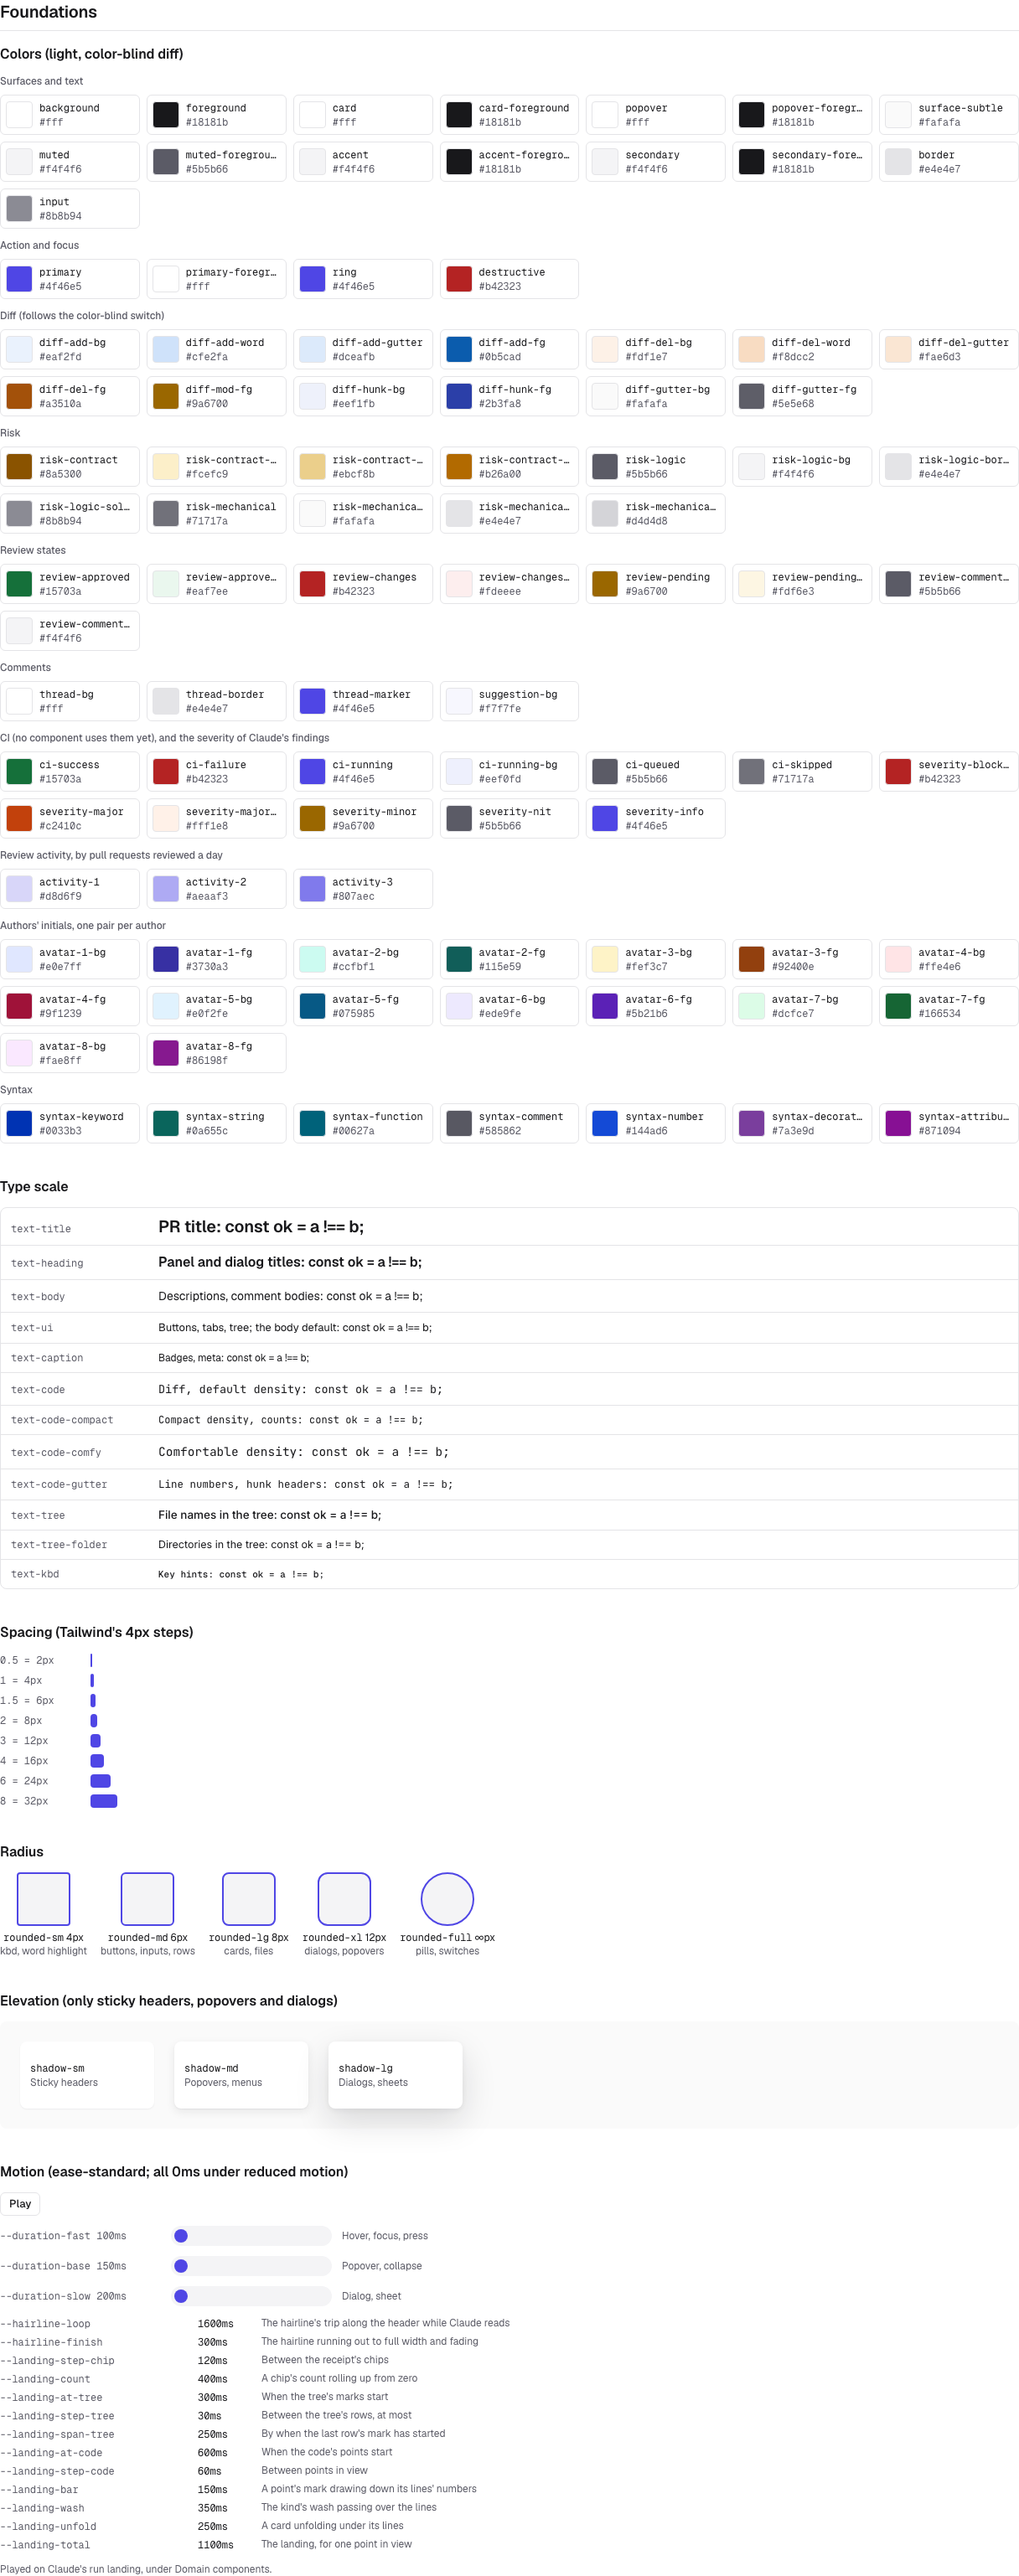 Foundations
Colors (light, color-blind diff)
Surfaces and text
background foreground card card-foreground popover popover-foregr… surface-subtle
#fff #18181b #fff #18181b #fff #18181b #fafafa
muted muted-foregrou… accent accent-foregro… secondary secondary-fore… border
#f4f4f6 #5b5b66 #f4f4f6 #18181b #f4f4f6 #18181b #e4e4e7
input
#8b8b94
Action and focus
primary primary-foregr… ring destructive
#4f46e5 #fff #4f46e5 #b42323
Diff (follows the color-blind switch)
diff-add-bg diff-add-word diff-add-gutter diff-add-fg diff-del-bg diff-del-word diff-del-gutter
#eaf2fd #cfe2fa #dceafb #0b5cad #fdf1e7 #f8dcc2 #fae6d3
diff-del-fg diff-mod-fg diff-hunk-bg diff-hunk-fg diff-gutter-bg diff-gutter-fg
#a3510a #9a6700 #eef1fb #2b3fa8 #fafafa #5e5e68
Risk
risk-contract risk-contract-… risk-contract-… risk-contract-… risk-logic risk-logic-bg risk-logic-bor…
#8a5300 #fcefc9 #ebcf8b #b26a00 #5b5b66 #f4f4f6 #e4e4e7
risk-logic-sol… risk-mechanical risk-mechanica… risk-mechanica… risk-mechanica…
#8b8b94 #71717a #fafafa #e4e4e7 #d4d4d8
Review states
review-approved review-approve… review-changes review-changes… review-pending review-pending… review-comment…
#15703a #eaf7ee #b42323 #fdeeee #9a6700 #fdf6e3 #5b5b66
review-comment…
#f4f4f6
Comments
thread-bg thread-border thread-marker suggestion-bg
#fff #e4e4e7 #4f46e5 #f7f7fe
CI (no component uses them yet), and the severity of Claude's findings
ci-success ci-failure ci-running ci-running-bg ci-queued ci-skipped severity-block…
#15703a #b42323 #4f46e5 #eef0fd #5b5b66 #71717a #b42323
severity-major severity-major… severity-minor severity-nit severity-info
#c2410c #fff1e8 #9a6700 #5b5b66 #4f46e5
Review activity, by pull requests reviewed a day
activity-1 activity-2 activity-3
#d8d6f9 #aeaaf3 #807aec
Authors' initials, one pair per author
avatar-1-bg avatar-1-fg avatar-2-bg avatar-2-fg avatar-3-bg avatar-3-fg avatar-4-bg
#e0e7ff #3730a3 #ccfbf1 #115e59 #fef3c7 #92400e #ffe4e6
avatar-4-fg avatar-5-bg avatar-5-fg avatar-6-bg avatar-6-fg avatar-7-bg avatar-7-fg
#9f1239 #e0f2fe #075985 #ede9fe #5b21b6 #dcfce7 #166534
avatar-8-bg avatar-8-fg
#fae8ff #86198f
Syntax
syntax-keyword syntax-string syntax-function syntax-comment syntax-number syntax-decorat… syntax-attribu…
#0033b3 #0a655c #00627a #585862 #144ad6 #7a3e9d #871094
Type scale
text-title PR title: const ok = a !== b;
text-heading Panel and dialog titles: const ok = a !== b;
text-body Descriptions, comment bodies: const ok = a !== b;
text-ui Buttons, tabs, tree; the body default: const ok = a !== b;
text-caption Badges, meta: const ok = a !== b;
text-code Diff, default density: const ok = a !== b;
text-code-compact Compact density, counts: const ok = a !== b;
text-code-comfy Comfortable density: const ok = a !== b;
text-code-gutter Line numbers, hunk headers: const ok = a !== b;
text-tree File names in the tree: const ok = a !== b;
text-tree-folder Directories in the tree: const ok = a !== b;
text-kbd Key hints: const ok = a !== b;
Spacing (Tailwind's 4px steps)
0.5 = 2px
1 = 4px
1.5 = 6px
2 = 8px
3 = 12px
4 = 16px
6 = 24px
8 = 32px
Radius
rounded-sm 4px rounded-md 6px rounded-lg 8px rounded-xl 12px rounded-full ∞px
kbd, word highlight buttons, inputs, rows cards, files dialogs, popovers pills, switches
Elevation (only sticky headers, popovers and dialogs)
shadow-sm shadow-md shadow-lg
Sticky headers Popovers, menus Dialogs, sheets
Motion (ease-standard; all 0ms under reduced motion)
Play
--duration-fast 100ms Hover, focus, press
--duration-base 150ms Popover, collapse
--duration-slow 200ms Dialog, sheet
--hairline-loop 1600ms The hairline's trip along the header while Claude reads
--hairline-finish 300ms The hairline running out to full width and fading
--landing-step-chip 120ms Between the receipt's chips
--landing-count 400ms A chip's count rolling up from zero
--landing-at-tree 300ms When the tree's marks start
--landing-step-tree 30ms Between the tree's rows, at most
--landing-span-tree 250ms By when the last row's mark has started
--landing-at-code 600ms When the code's points start
--landing-step-code 60ms Between points in view
--landing-bar 150ms A point's mark drawing down its lines' numbers
--landing-wash 350ms The kind's wash passing over the lines
--landing-unfold 250ms A card unfolding under its lines
--landing-total 1100ms The landing, for one point in view
Played on Claude's run landing, under Domain components.